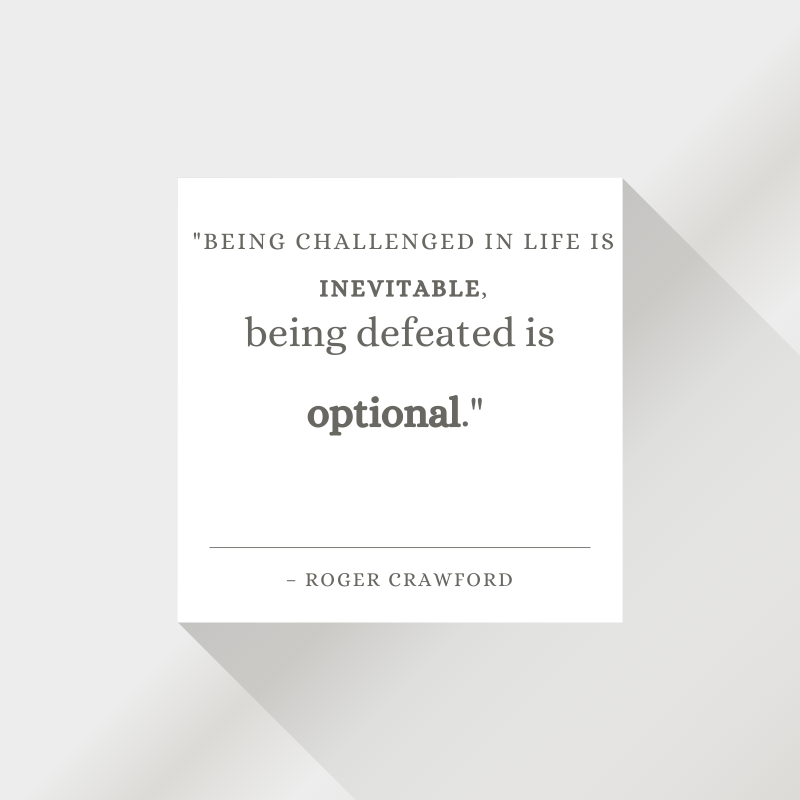 "BEING CHALLENGED IN LIFE IS
INEVITABLE,
being defeated is
optional."
– ROGER CRAWFORD